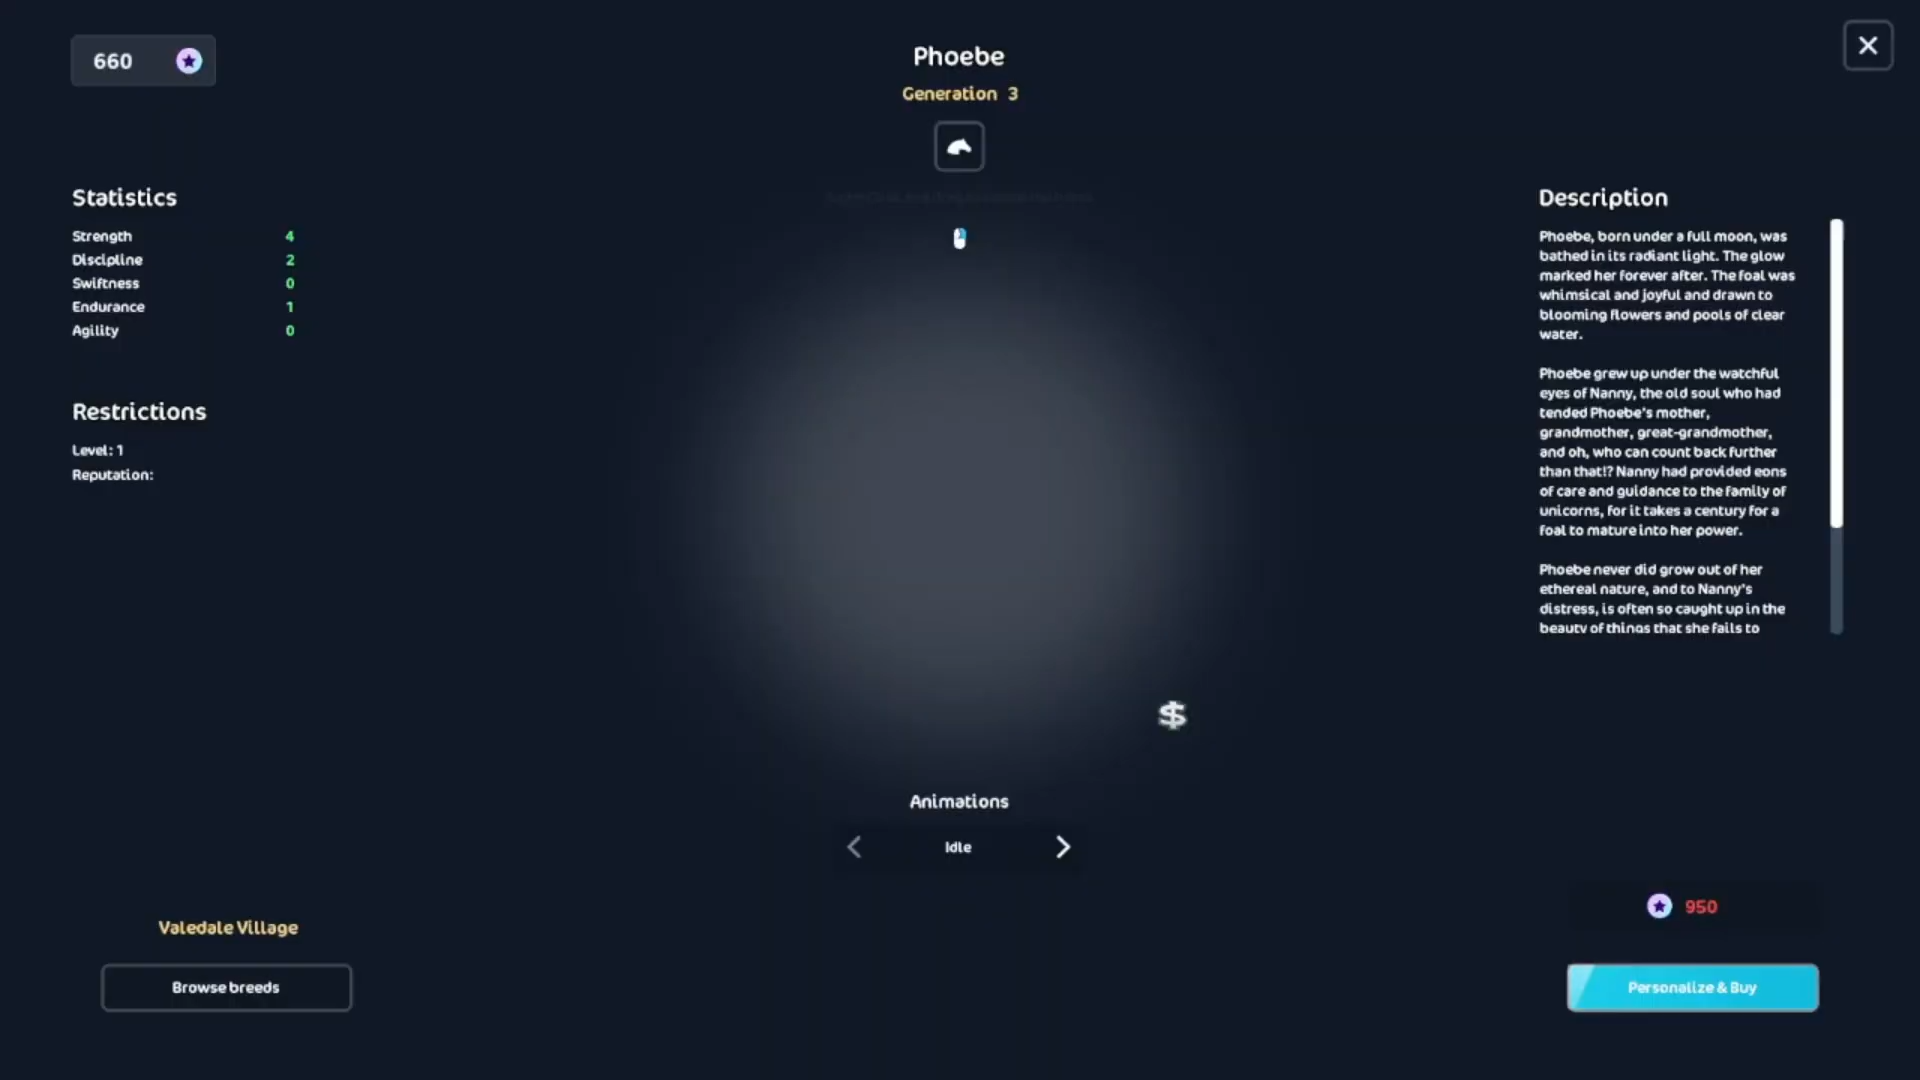 660
Phoebe
Generation 3
Statistics
Strength 4
Discipline 2
Swiftness 0
Endurance 1
Agility 0
Restrictions
Level: 1
Reputation:
Description
Phoebe, born under a full moon, was
bathed in its radiant light. The glow
marked her forever after. The foal was
whimsical and joyful and drawn to
blooming flowers and pools of clear
water.
Phoebe grew up under the watchful
eyes of Nanny, the old soul who had
tended Phoebe's mother,
grandmother, great-grandmother,
and oh, who can count back further
than that!? Nanny had provided eons
of care and guidance to the family of
unicorns, for it takes a century for a
foal to mature into her power.
Phoebe never did grow out of her
ethereal nature, and to Nanny's
distress, is often so caught up in the
beauty of things that she fails to
$
Animations
Idle
Valedale Village
Browse breeds
950
Personalize & Buy